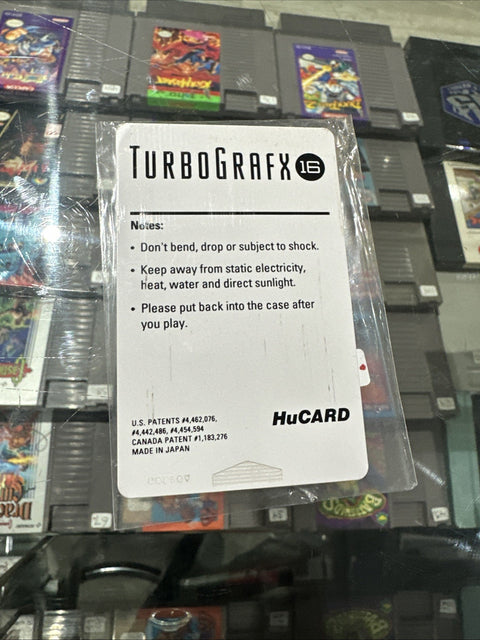 TURBOGRAFX 16
Notes:
• Don't bend, drop or subject to shock.
• Keep away from static electricity,
heat, water and direct sunlight.
• Please put back into the case after
you play.
U.S. PATENTS #4,462,076,
#4,442,486, #4,454,594
CANADA PATENT #1,183,276
MADE IN JAPAN
HuCARD